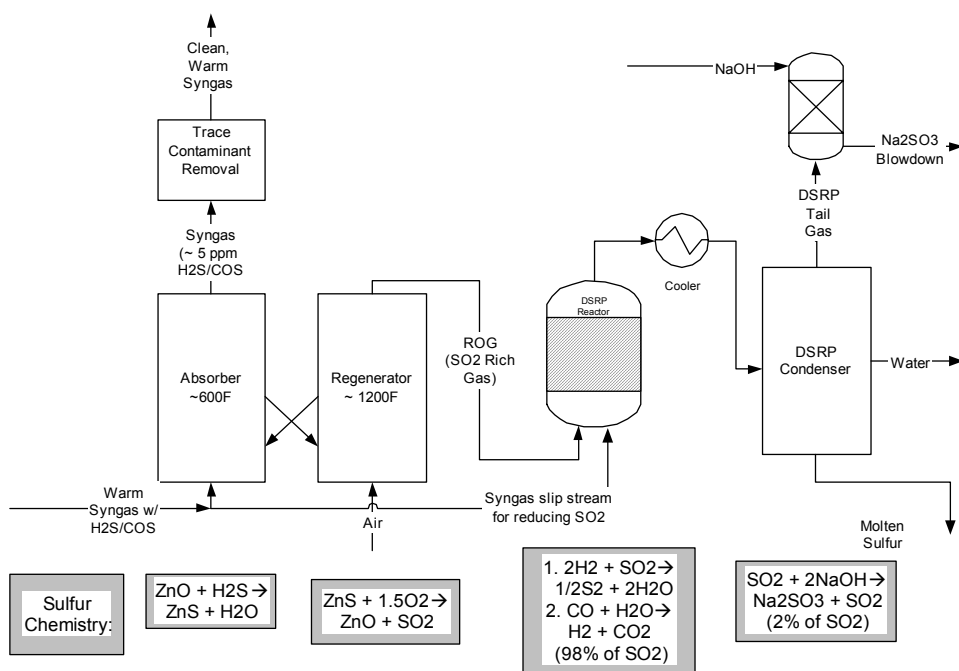 Clean,
Warm
Syngas
Trace
Contaminant
Removal
Syngas
(~ 5 ppm
H2S/COS
Absorber
~600F
Regenerator
~ 1200F
ROG
(SO2 Rich
Gas)
DSRP
Reactor
Cooler
NaOH
Na2SO3
Blowdown
DSRP
Tail
Gas
DSRP
Condenser
Water
Molten
Sulfur
Warm
Syngas w/
H2S/COS
Air
Syngas slip stream
for reducing SO2
Sulfur
Chemistry:
ZnO + H2S→
ZnS + H2O
ZnS + 1.5O2→
ZnO + SO2
1. 2H2 + SO2→
1/2S2 + 2H2O
2. CO + H2O→
H2 + CO2
(98% of SO2)
SO2 + 2NaOH→
Na2SO3 + SO2
(2% of SO2)